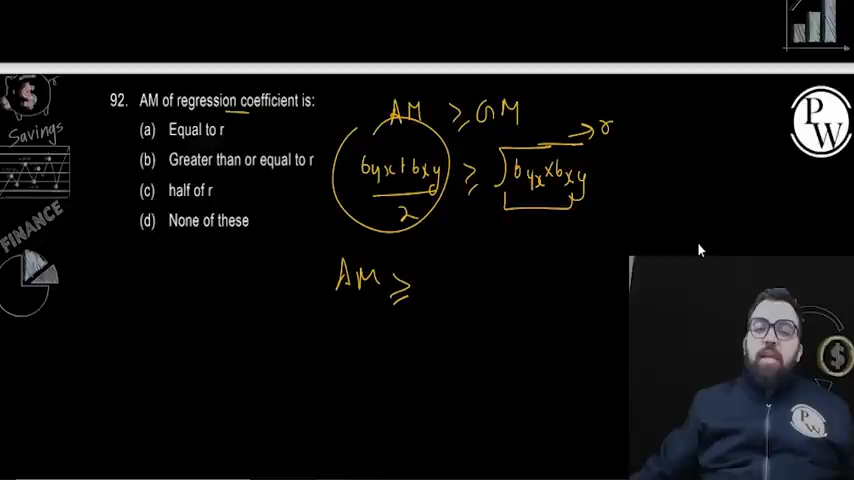 92. AM of regression coefficient is:
(a) Equal to r
(b) Greater than or equal to r
(c) half of r
(d) None of these
AM ≥ GM
byx + bxy / 2 ≥ √byx × bxy → r
AM ≥
Savings
FINANCE
P
W
P
W